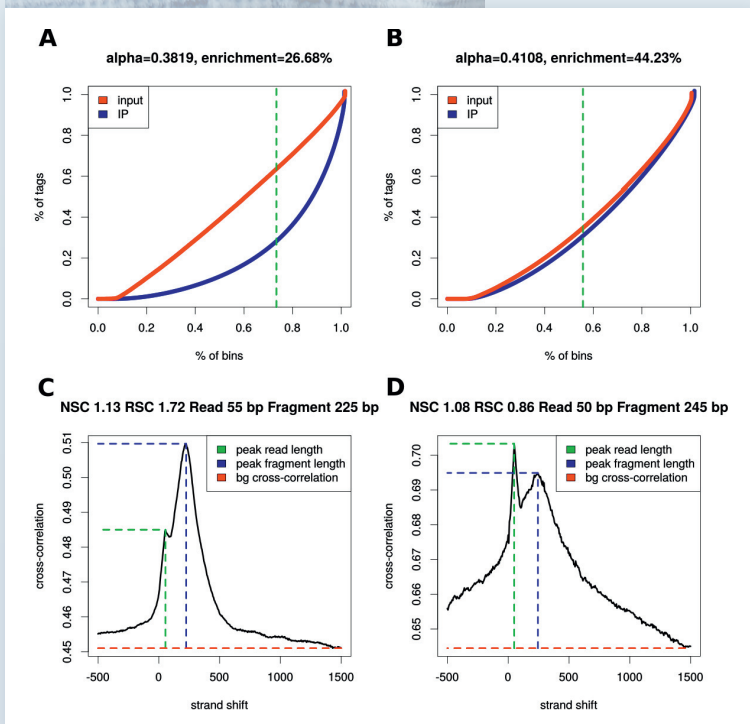 A
alpha=0.3819, enrichment=26.68%
input
IP
% of tags
1.0
0.8
0.6
0.4
0.2
0.0
0.0 0.2 0.4 0.6 0.8 1.0
% of bins
B
alpha=0.4108, enrichment=44.23%
input
IP
% of tags
1.0
0.8
0.6
0.4
0.2
0.0
0.0 0.2 0.4 0.6 0.8 1.0
% of bins
C
NSC 1.13 RSC 1.72 Read 55 bp Fragment 225 bp
peak read length
peak fragment length
bg cross-correlation
cross-correlation
0.51
0.50
0.49
0.48
0.47
0.46
0.45
-500 0 500 1000 1500
strand shift
D
NSC 1.08 RSC 0.86 Read 50 bp Fragment 245 bp
peak read length
peak fragment length
bg cross-correlation
cross-correlation
0.70
0.69
0.68
0.67
0.66
0.65
-500 0 500 1000 1500
strand shift